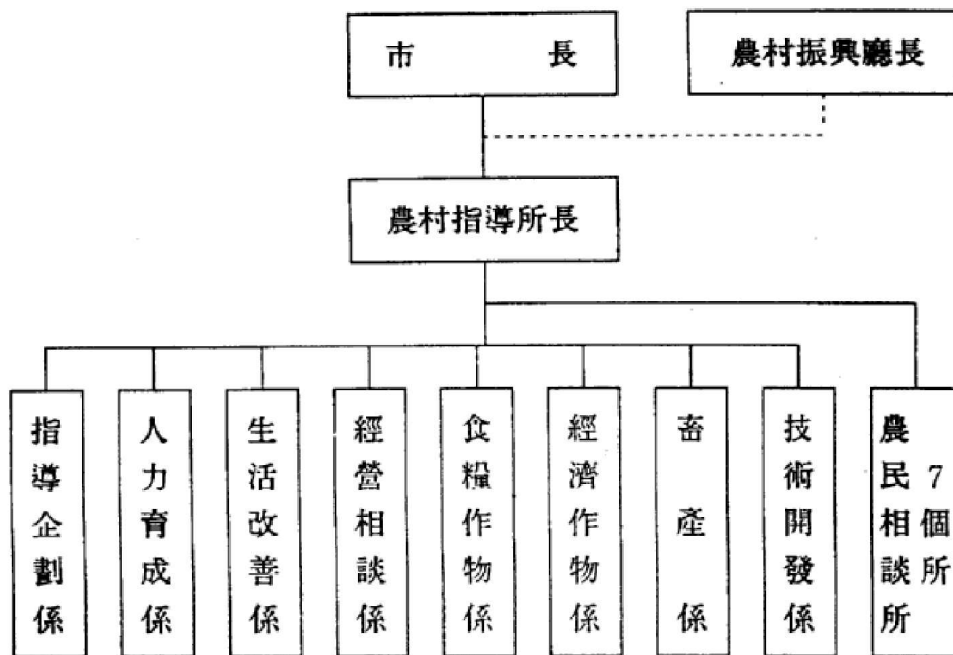 市 長
農村振興廳長
農村指導所長
指導企劃係
人力育成係
生活改善係
經營相談係
食糧作物係
經濟作物係
畜產係
技術開發係
農民相談所
7個所